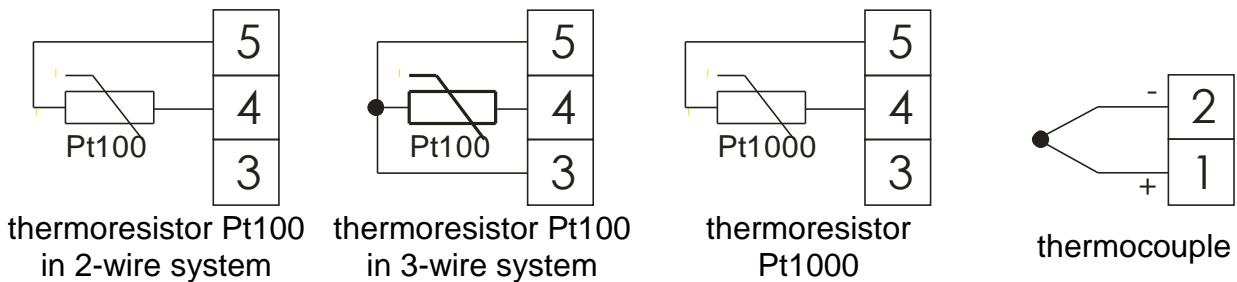 5
4
3
Pt100
thermoresistor Pt100
in 2-wire system
5
4
3
Pt100
thermoresistor Pt100
in 3-wire system
5
4
3
Pt1000
thermoresistor
Pt1000
-
2
+
1
thermocouple